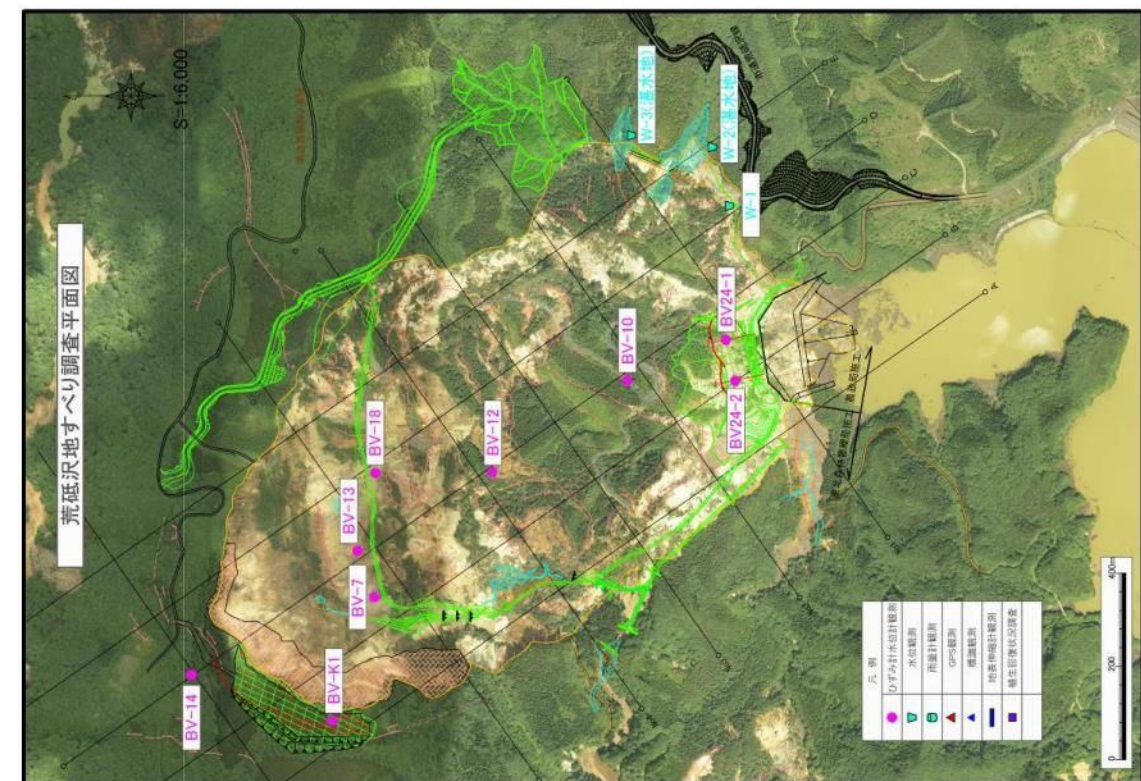 荒砥沢地すべり調査平面図
S=1:6,000
BV-14
BV-K1
BV-7
BV-13
BV-18
BV-12
BV-10
BV24-1
BV24-2
W-1
W-2(湛水地)
W-3(湛水地)
凡 例
ひずみ計水位計観測
水位観測
雨量計観測
GPS観測
標識観測
地表伸縮計観測
植生回復状況調査
0
200
400m